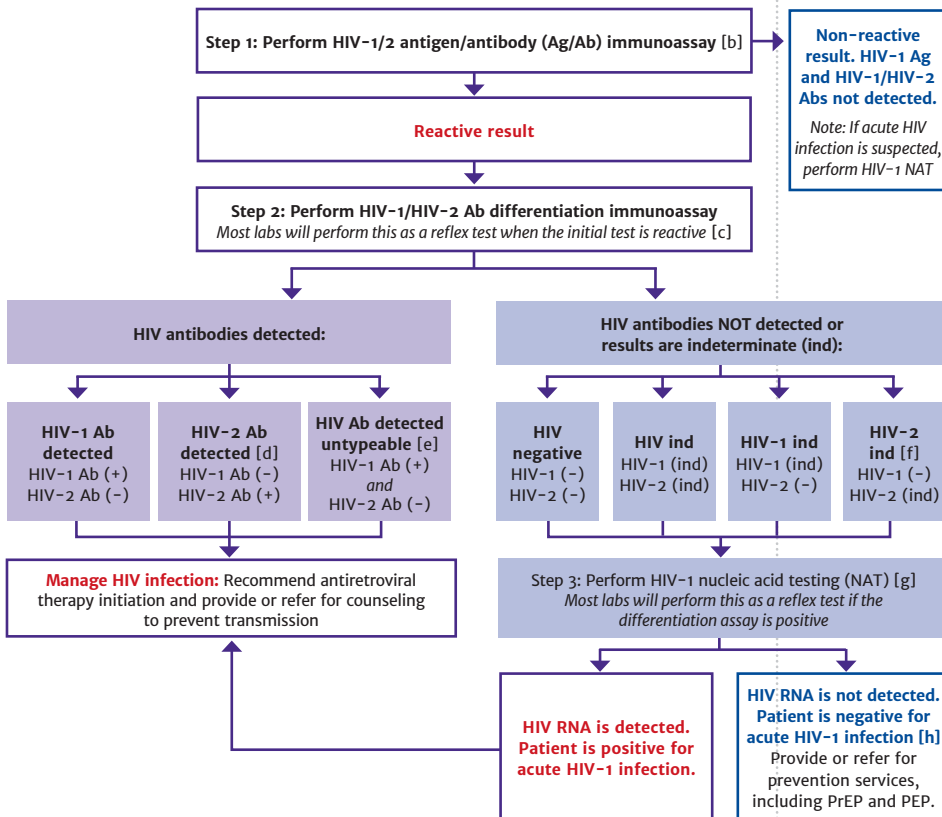 Step 1: Perform HIV-1/2 antigen/antibody (Ag/Ab) immunoassay [b]
Non-reactive
result. HIV-1 Ag
and HIV-1/HIV-2
Abs not detected.
Note: If acute HIV
infection is suspected,
perform HIV-1 NAT
Reactive result
Step 2: Perform HIV-1/HIV-2 Ab differentiation immunoassay
Most labs will perform this as a reflex test when the initial test is reactive [c]
HIV antibodies detected:
HIV antibodies NOT detected or
results are indeterminate (ind):
HIV-1 Ab
detected
HIV-1 Ab (+)
HIV-2 Ab (-)
HIV-2 Ab
detected [d]
HIV-1 Ab (-)
HIV-2 Ab (+)
HIV Ab detected
untypeable [e]
HIV-1 Ab (+)
and
HIV-2 Ab (-)
HIV
negative
HIV-1 (-)
HIV-2 (-)
HIV ind
HIV-1 (ind)
HIV-2 (ind)
HIV-1 ind
HIV-1 (ind)
HIV-2 (-)
HIV-2
ind [f]
HIV-1 (-)
HIV-2 (ind)
Manage HIV infection: Recommend antiretroviral
therapy initiation and provide or refer for counseling
to prevent transmission
Step 3: Perform HIV-1 nucleic acid testing (NAT) [g]
Most labs will perform this as a reflex test if the
differentiation assay is positive
HIV RNA is detected.
Patient is positive for
acute HIV-1 infection.
HIV RNA is not detected.
Patient is negative for
acute HIV-1 infection [h]
Provide or refer for
prevention services,
including PrEP and PEP.